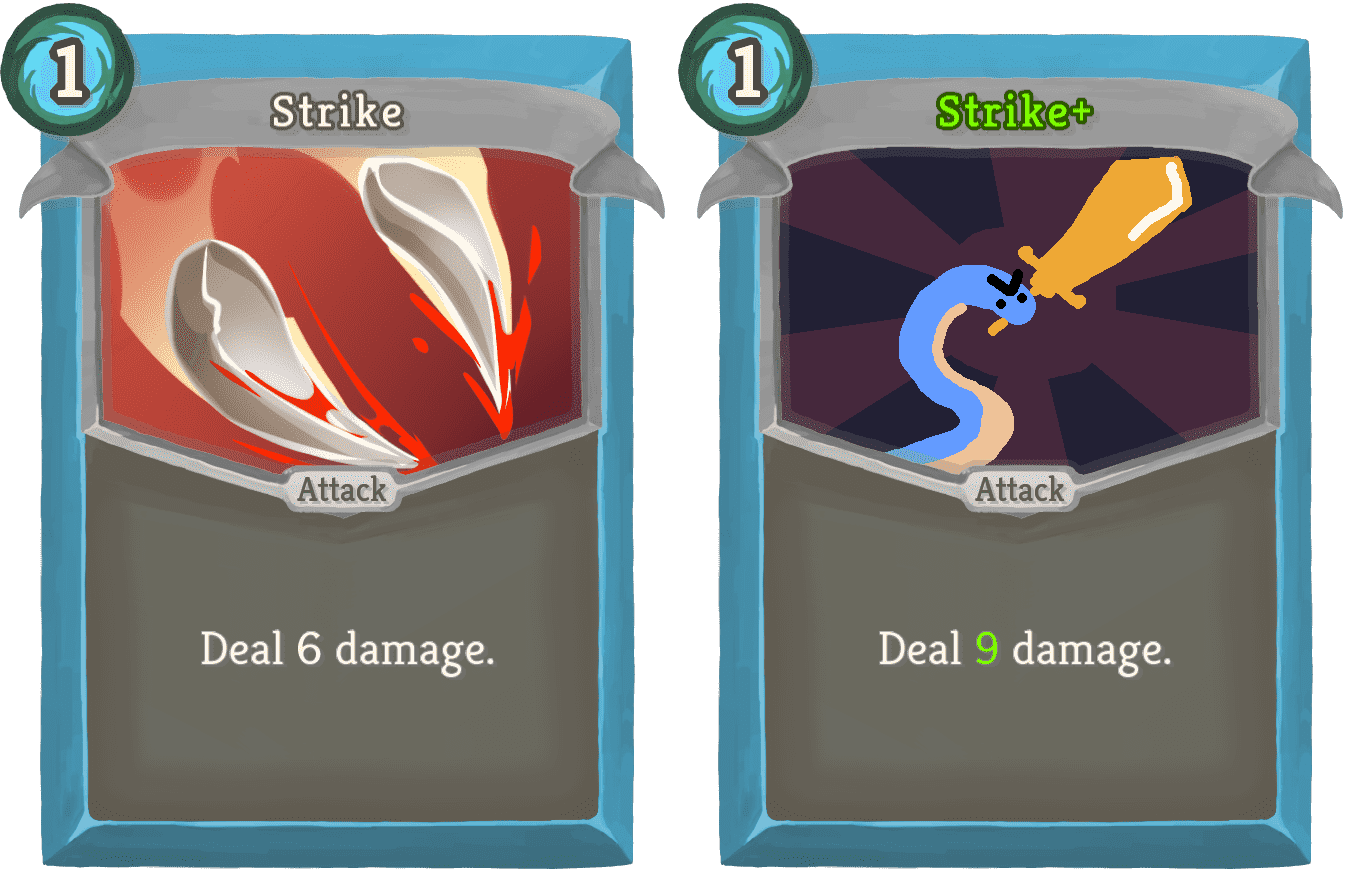 1
Strike
Attack
Deal 6 damage.
1
Strike+
Attack
Deal 9 damage.